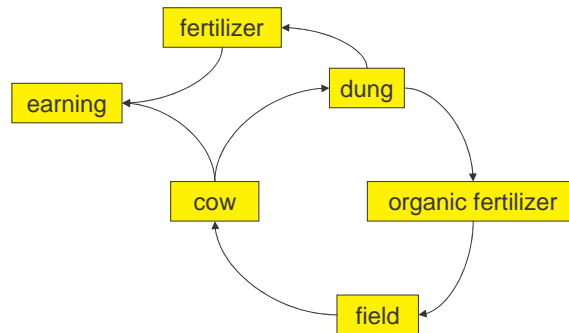 fertilizer
dung
earning
cow
organic fertilizer
field